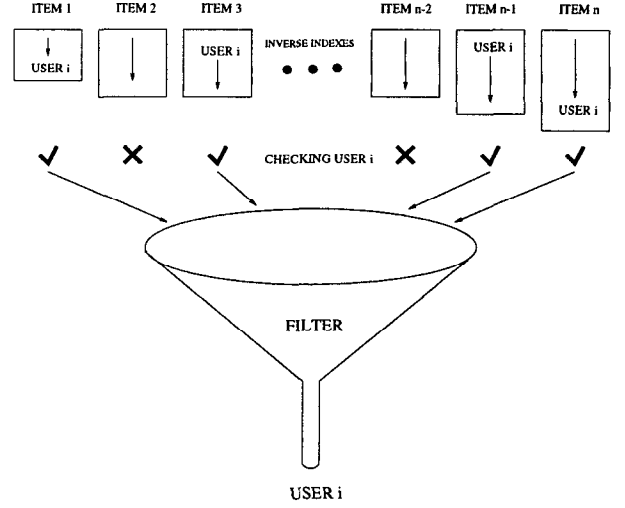 ITEM 1 ITEM 2 ITEM 3 ITEM n-2 ITEM n-1 ITEM n
USER i USER i INVERSE INDEXES USER i USER i
CHECKING USER i
FILTER
USER i